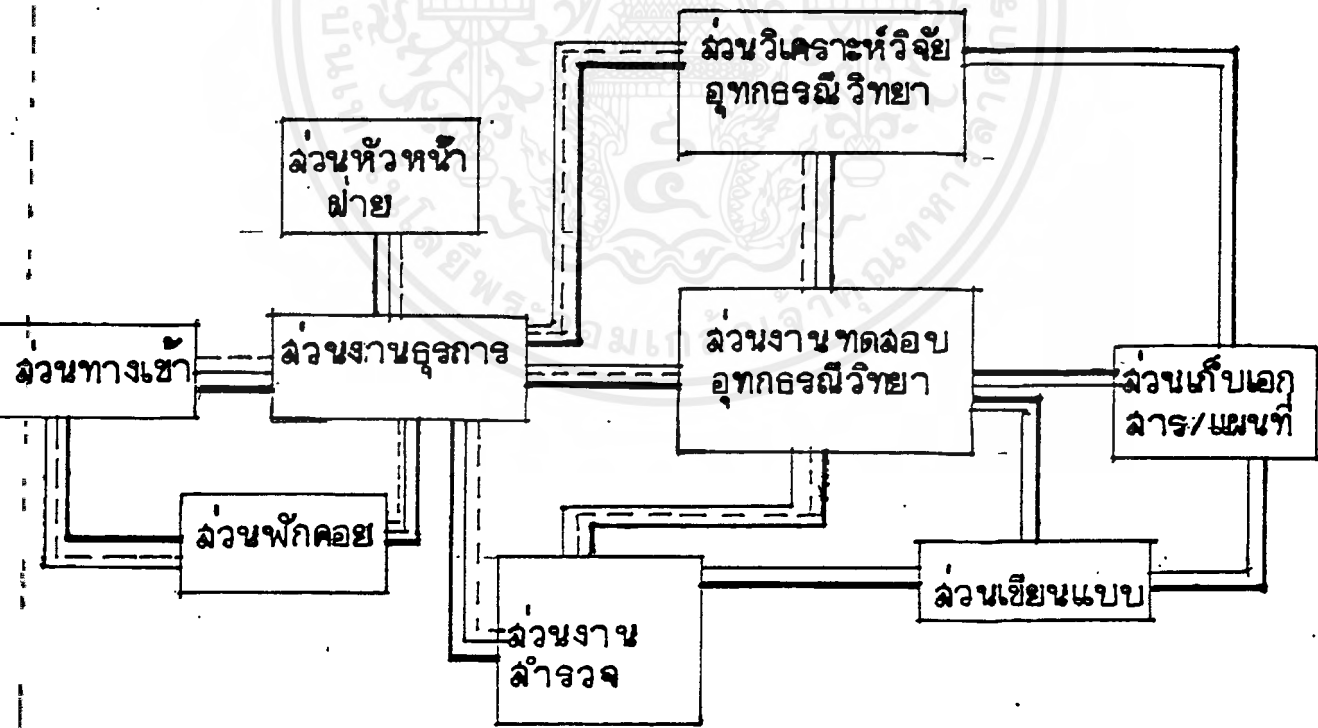 ส่วนวิเคราะห์วิจัย
อุทกธรณีวิทยา
ส่วนหัวหน้า
ฝ่าย
ส่วนทางเข้า
ส่วนงานธุรการ
ส่วนงานทดสอบ
อุทกธรณีวิทยา
ส่วนเก็บเอก
สาร/แผนที่
ส่วนพักคอย
ส่วนเขียนแบบ
ส่วนงาน
สำรวจ